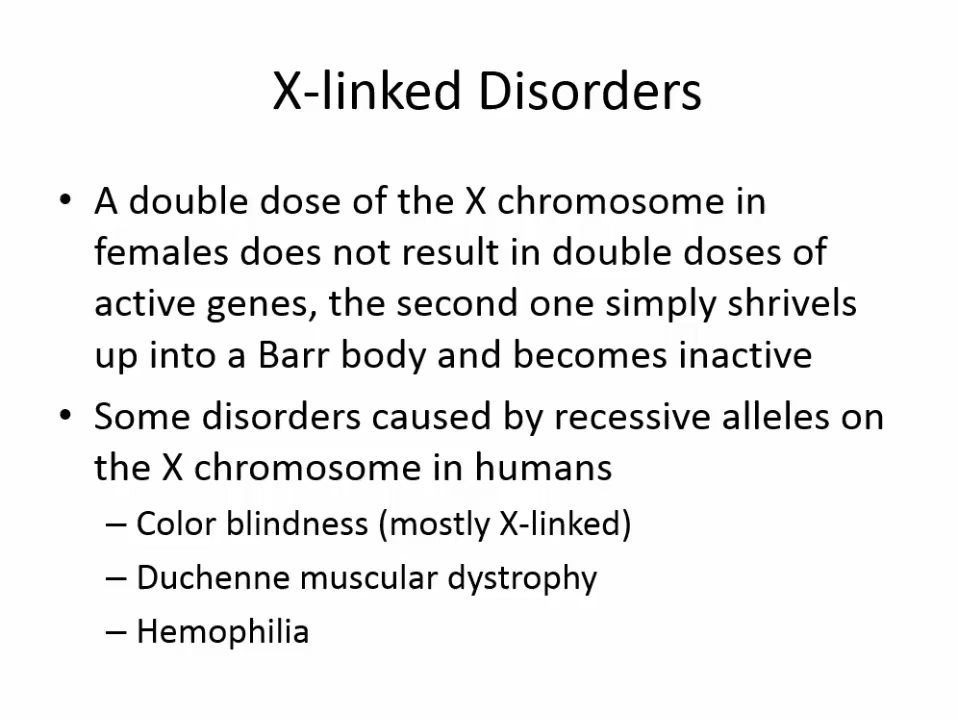 X-linked Disorders
• A double dose of the X chromosome in
females does not result in double doses of
active genes, the second one simply shrivels
up into a Barr body and becomes inactive
• Some disorders caused by recessive alleles on
the X chromosome in humans
– Color blindness (mostly X-linked)
– Duchenne muscular dystrophy
– Hemophilia